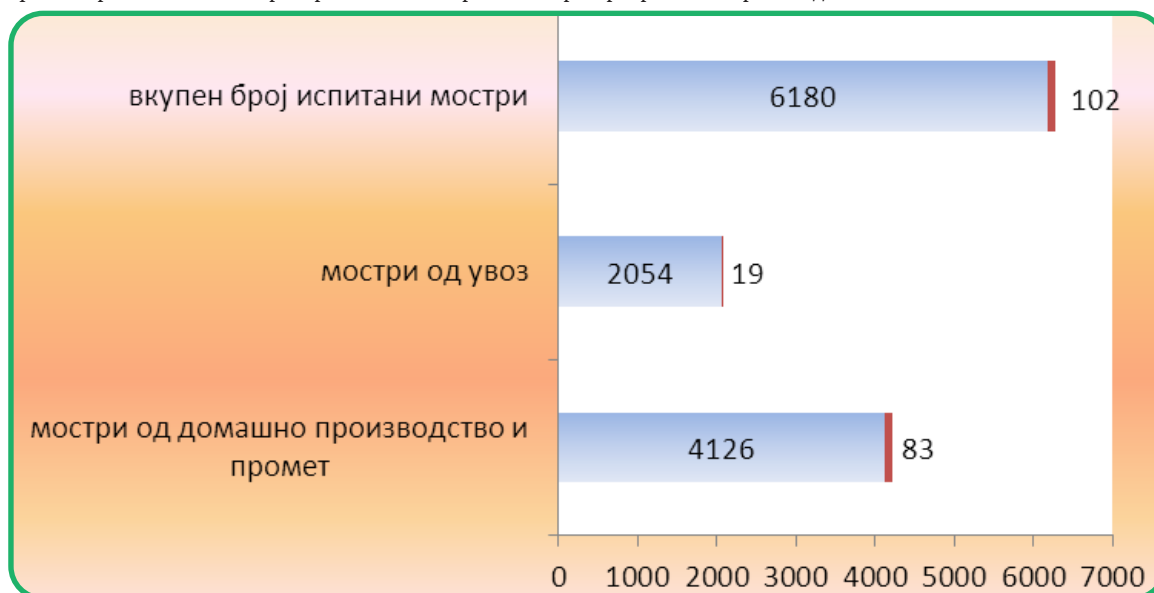 вкупен број испитани мостри
6180
102
мостри од увоз
2054
19
мостри од домашно производство и
промет
4126
83
0 1000 2000 3000 4000 5000 6000 7000